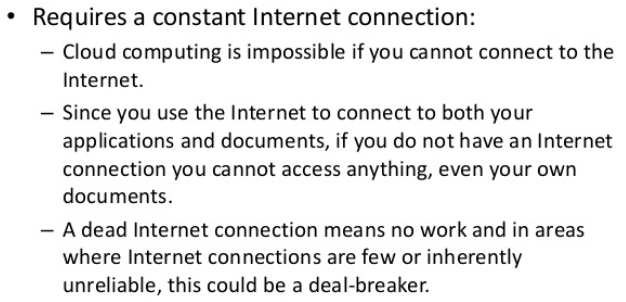 • Requires a constant Internet connection:
– Cloud computing is impossible if you cannot connect to the
Internet.
– Since you use the Internet to connect to both your
applications and documents, if you do not have an Internet
connection you cannot access anything, even your own
documents.
– A dead Internet connection means no work and in areas
where Internet connections are few or inherently
unreliable, this could be a deal-breaker.